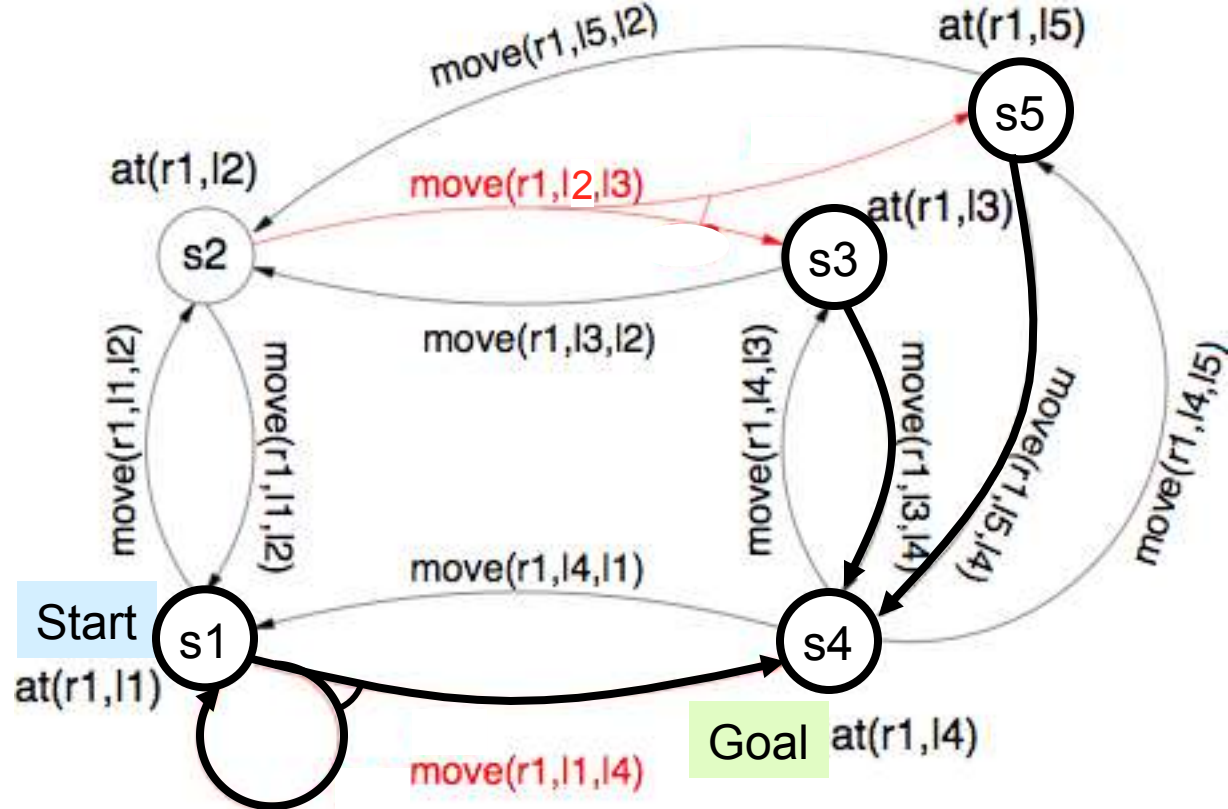 move(r1,l5,l2)
at(r1,l5)
s5
at(r1,l2)
move(r1,l2,l3)
at(r1,l3)
s2
s3
move(r1,l3,l2)
move(r1,l1,l2)
move(r1,l1,l2)
move(r1,l4,l3)
move(r1,l3,l4)
move(r1,l5,l4)
move(r1,l4,l5)
move(r1,l4,l1)
Start
s1
s4
at(r1,l1)
Goal
at(r1,l4)
move(r1,l1,l4)